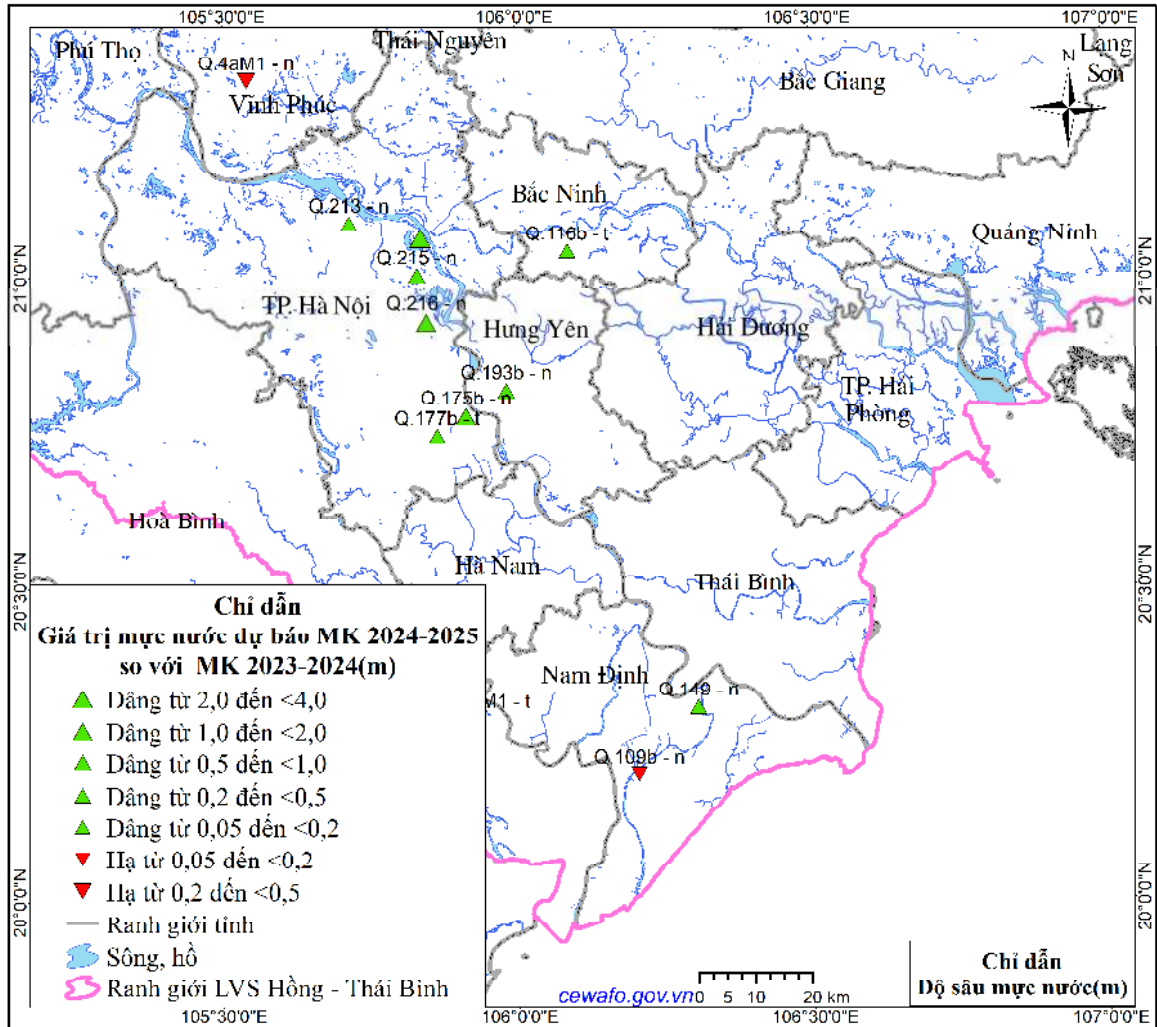 105°30'0"E
106°0'0"E
106°30'0"E
107°0'0"E
Phú Thọ
Thái Nguyên
Lạng
Sơn
Q.4aM1 - n
Vĩnh Phúc
Bắc Giang
N
Bắc Ninh
Q.213 - n
Q.116b - t
Quảng Ninh
Q.215 - n
21°0'0"N
21°0'0"N
TP.Hà Nội
Q.216 - n
Hưng Yên
Hải Dương
Q.193b - n
Q.175b - n
Q.177b - t
TP. Hải
Phòng
Hoà Bình
Hà Nam
Thái Bình
20°30'0"N
20°30'0"N
Nam Định
Q.149 - n
M1 - t
Q.109b - n
20°0'0"N
20°0'0"N
Chỉ dẫn
Giá trị mực nước dự báo MK 2024-2025
so với MK 2023-2024(m)
Dâng từ 2,0 đến <4,0
Dâng từ 1,0 đến <2,0
Dâng từ 0,5 đến <1,0
Dâng từ 0,2 đến <0,5
Dâng từ 0,05 đến <0,2
Hạ từ 0,05 đến <0,2
Hạ từ 0,2 đến <0,5
Ranh giới tỉnh
Sông, hồ
Ranh giới LVS Hồng - Thái Bình
cewafo.gov.vn
0 5 10 20 km
Chỉ dẫn
Độ sâu mực nước(m)
105°30'0"E
106°0'0"E
106°30'0"E
107°0'0"E